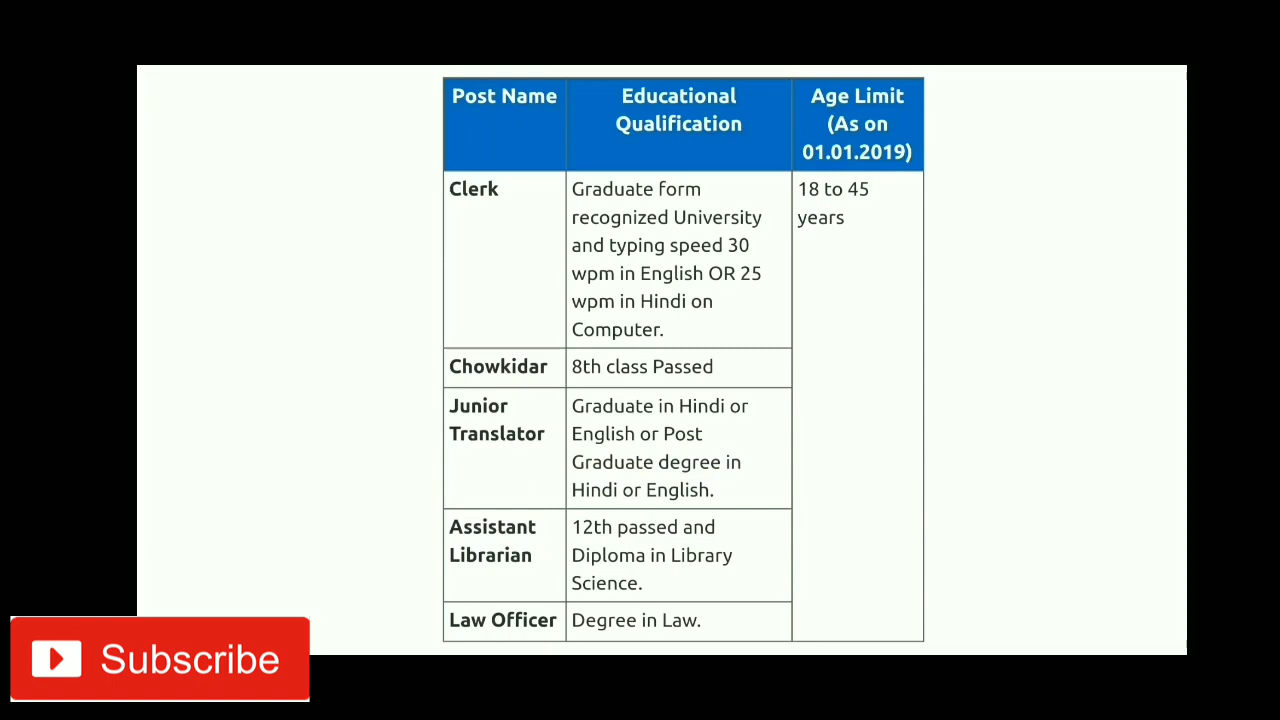 Post Name
Educational
Qualification
Age Limit
(As on
01.01.2019)
Clerk
Graduate form
recognized University
and typing speed 30
wpm in English OR 25
wpm in Hindi on
Computer.
18 to 45
years
Chowkidar
8th class Passed
Junior
Translator
Graduate in Hindi or
English or Post
Graduate degree in
Hindi or English.
Assistant
Librarian
12th passed and
Diploma in Library
Science.
Law Officer
Degree in Law.
Subscribe